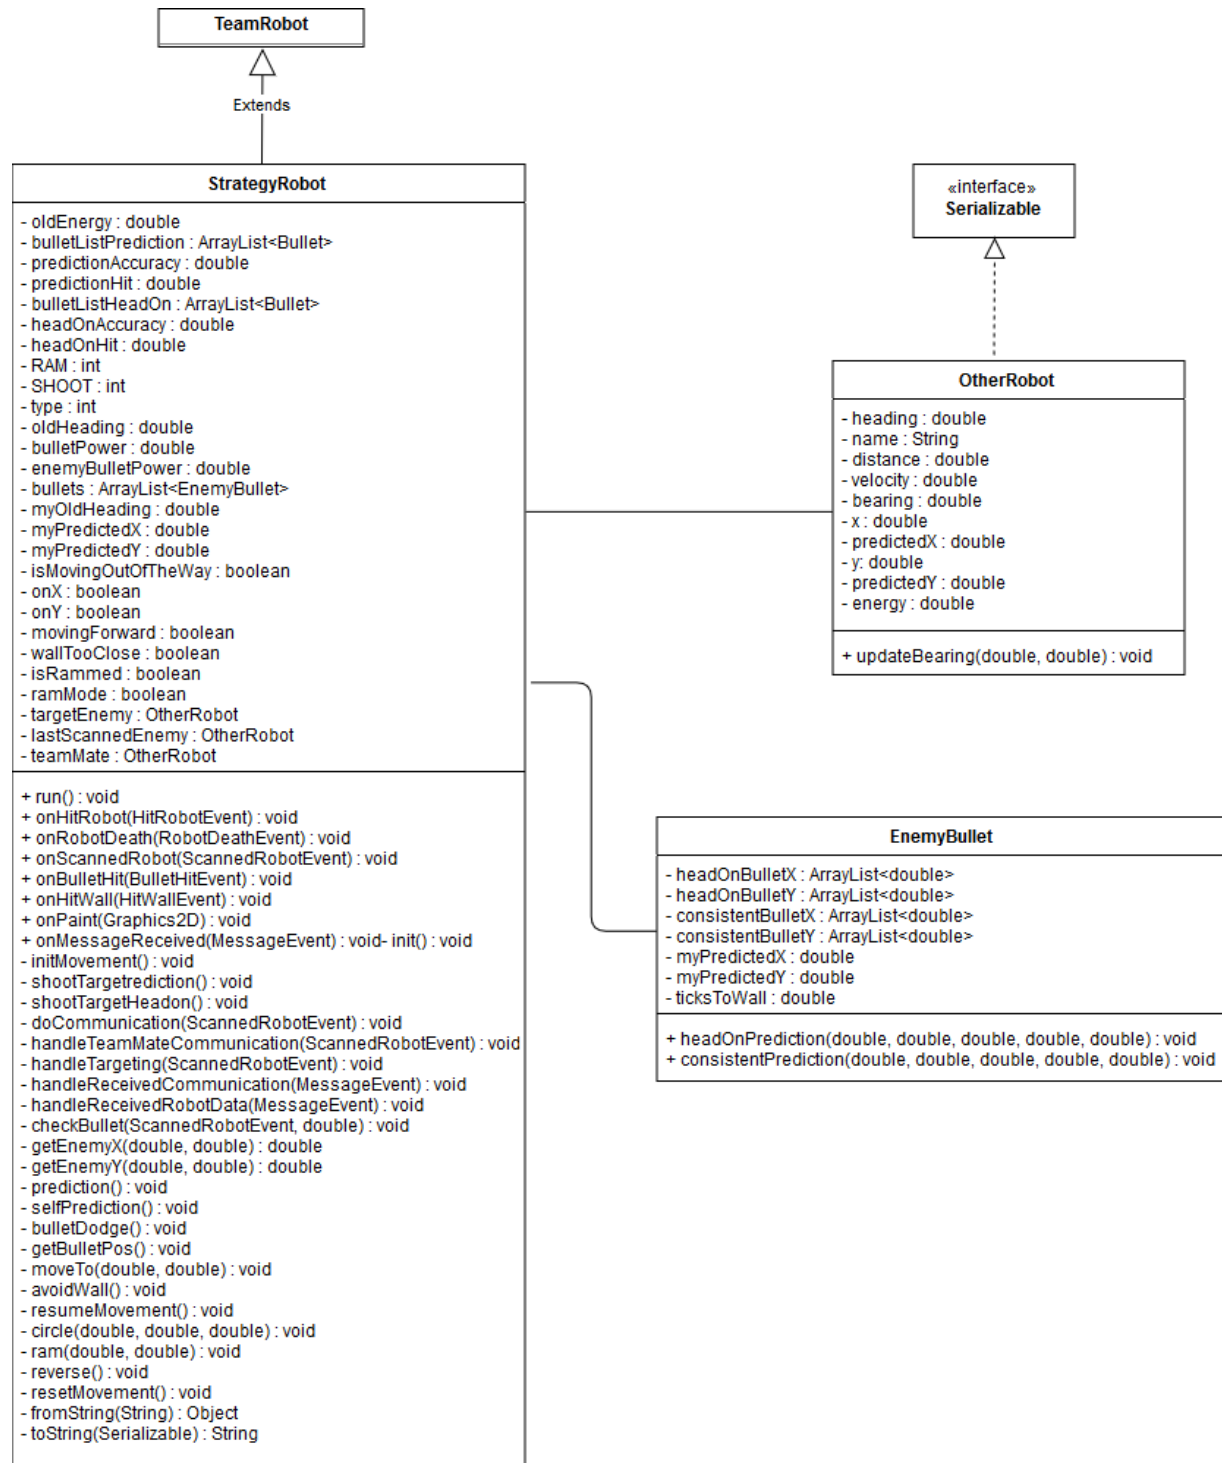 TeamRobot
Extends
StrategyRobot
- oldEnergy : double
- bulletListPrediction : ArrayList<Bullet>
- predictionAccuracy : double
- predictionHit : double
- bulletListHeadOn : ArrayList<Bullet>
- headOnAccuracy : double
- headOnHit : double
- RAM : int
- SHOOT : int
- type : int
- oldHeading : double
- bulletPower : double
- enemyBulletPower : double
- bullets : ArrayList<EnemyBullet>
- myOldHeading : double
- myPredictedX : double
- myPredictedY : double
- isMovingOutOfTheWay : boolean
- onX : boolean
- onY : boolean
- movingForward : boolean
- wallTooClose : boolean
- isRammed : boolean
- ramMode : boolean
- targetEnemy : OtherRobot
- lastScannedEnemy : OtherRobot
- teamMate : OtherRobot
+ run() : void
+ onHitRobot(HitRobotEvent) : void
+ onRobotDeath(RobotDeathEvent) : void
+ onScannedRobot(ScannedRobotEvent) : void
+ onBulletHit(BulletHitEvent) : void
+ onHitWall(HitWallEvent) : void
+ onPaint(Graphics2D) : void
+ onMessageReceived(MessageEvent) : void- init() : void
- initMovement() : void
- shootTargetrediction() : void
- shootTargetHeadon() : void
- doCommunication(ScannedRobotEvent) : void
- handleTeamMateCommunication(ScannedRobotEvent) : void
- handleTargeting(ScannedRobotEvent) : void
- handleReceivedCommunication(MessageEvent) : void
- handleReceivedRobotData(MessageEvent) : void
- checkBullet(ScannedRobotEvent, double) : void
- getEnemyX(double, double) : double
- getEnemyY(double, double) : double
- prediction() : void
- selfPrediction() : void
- bulletDodge() : void
- getBulletPos() : void
- moveTo(double, double) : void
- avoidWall() : void
- resumeMovement() : void
- circle(double, double, double) : void
- ram(double, double) : void
- reverse() : void
- resetMovement() : void
- fromString(String) : Object
- toString(Serializable) : String
«interface»
Serializable
OtherRobot
- heading : double
- name : String
- distance : double
- velocity : double
- bearing : double
- x : double
- predictedX : double
- y: double
- predictedY : double
- energy : double
+ updateBearing(double, double) : void
EnemyBullet
- headOnBulletX : ArrayList<double>
- headOnBulletY : ArrayList<double>
- consistentBulletX : ArrayList<double>
- consistentBulletY : ArrayList<double>
- myPredictedX : double
- myPredictedY : double
- ticksToWall : double
+ headOnPrediction(double, double, double, double, double) : void
+ consistentPrediction(double, double, double, double, double) : void